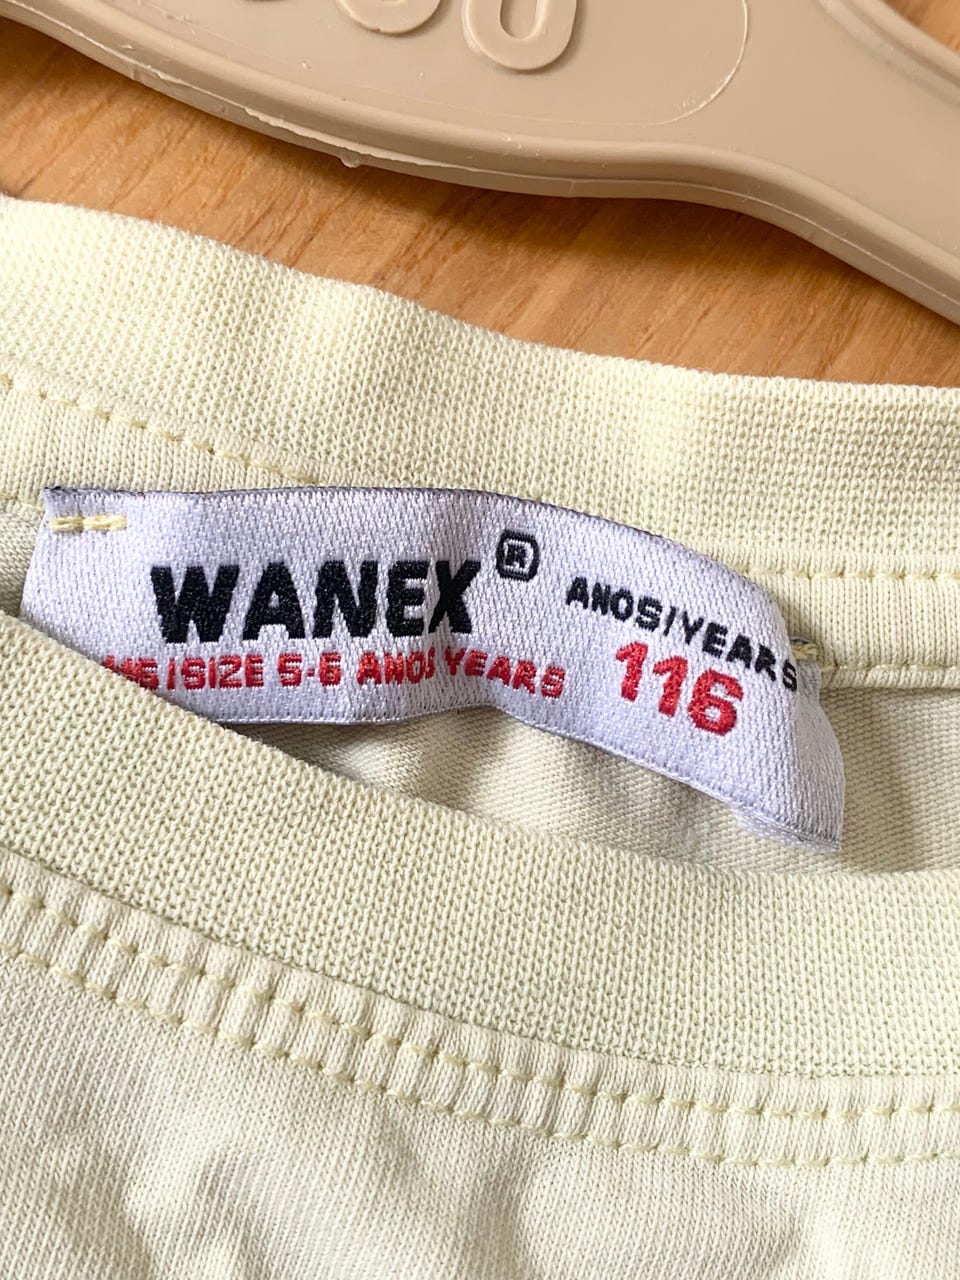 WANEX®
/SIZE 5-6 ANOS YEARS
ANOS/YEARS
116